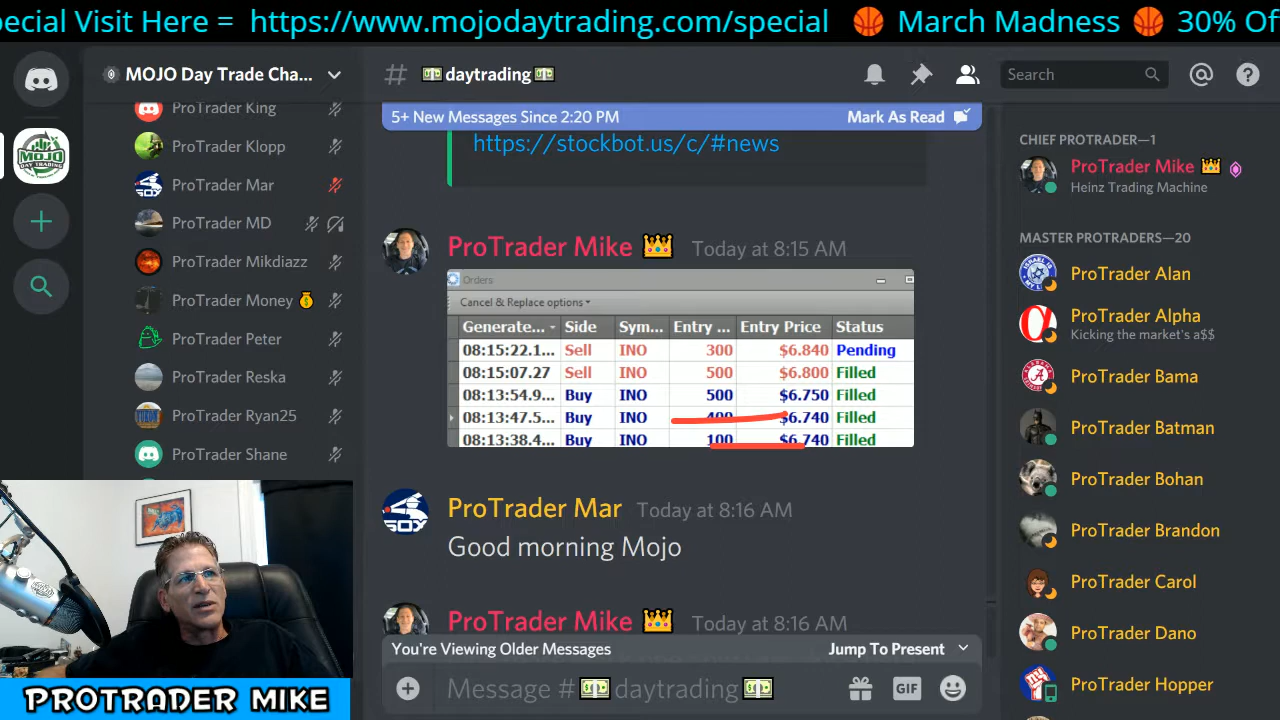 pecial Visit Here = https://www.mojodaytrading.com/special 🏀 March Madness 🏀 30% Of
MOJO Day Trade Cha...
ProTrader King
ProTrader Klopp
ProTrader Mar
ProTrader MD
ProTrader Mikdiazz
ProTrader Money 💰
ProTrader Peter
ProTrader Reska
ProTrader Ryan25
ProTrader Shane
MOJO
DAY TRADING
# 💵daytrading💵
Search
5+ New Messages Since 2:20 PM
Mark As Read
https://stockbot.us/c/#news
ProTrader Mike 👑 Today at 8:15 AM
Orders
Cancel & Replace options
Generate... Side Sym... Entry ... Entry Price Status
08:15:22.1... Sell INO 300 $6.840 Pending
08:15:07.27 Sell INO 500 $6.800 Filled
08:13:54.9... Buy INO 500 $6.750 Filled
08:13:47.5... Buy INO 400 $6.740 Filled
08:13:38.4... Buy INO 100 $6.740 Filled
ProTrader Mar Today at 8:16 AM
Good morning Mojo
ProTrader Mike 👑 Today at 8:16 AM
You're Viewing Older Messages
Jump To Present
Message #💵daytrading💵
GIF
CHIEF PROTRADER—1
ProTrader Mike 👑
Heinz Trading Machine
MASTER PROTRADERS—20
ProTrader Alan
ProTrader Alpha
Kicking the market's a$$
ProTrader Bama
ProTrader Batman
ProTrader Bohan
ProTrader Brandon
ProTrader Carol
ProTrader Dano
ProTrader Hopper
PROTRADER MIKE